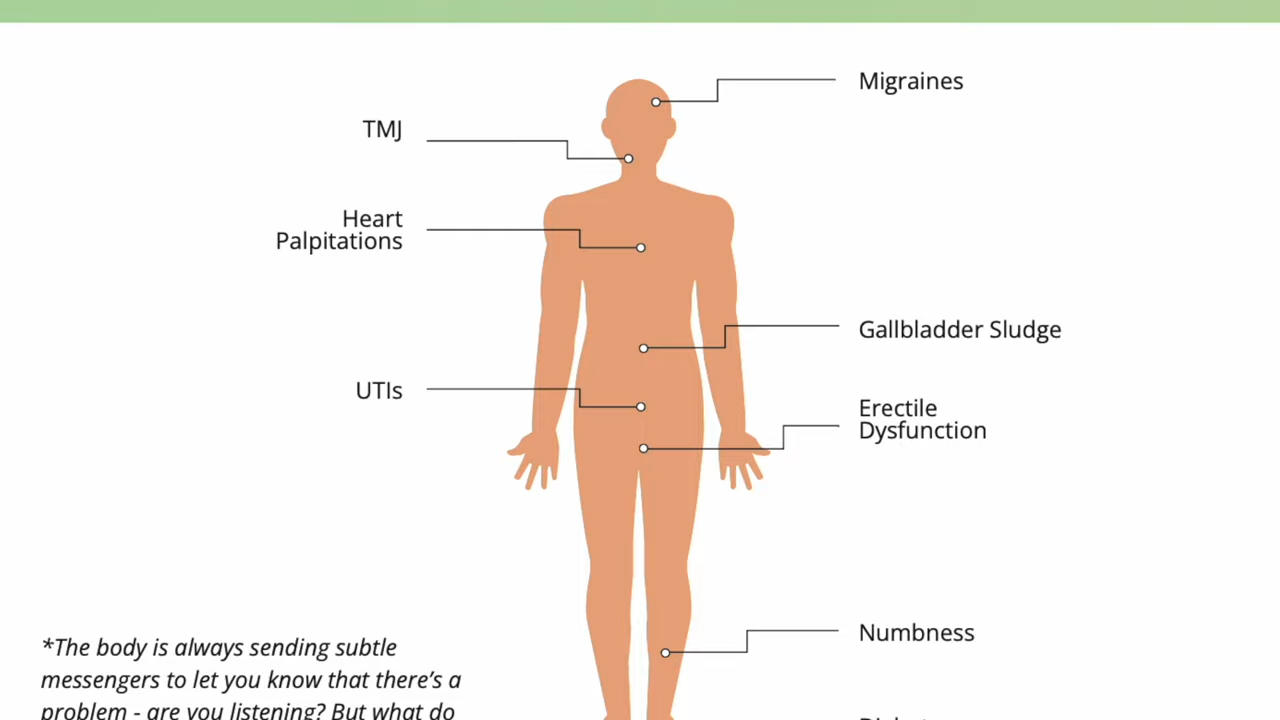 Migraines
TMJ
Heart
Palpitations
Gallbladder Sludge
UTIs
Erectile
Dysfunction
Numbness
*The body is always sending subtle
messengers to let you know that there's a
problem - are you listening? But what do